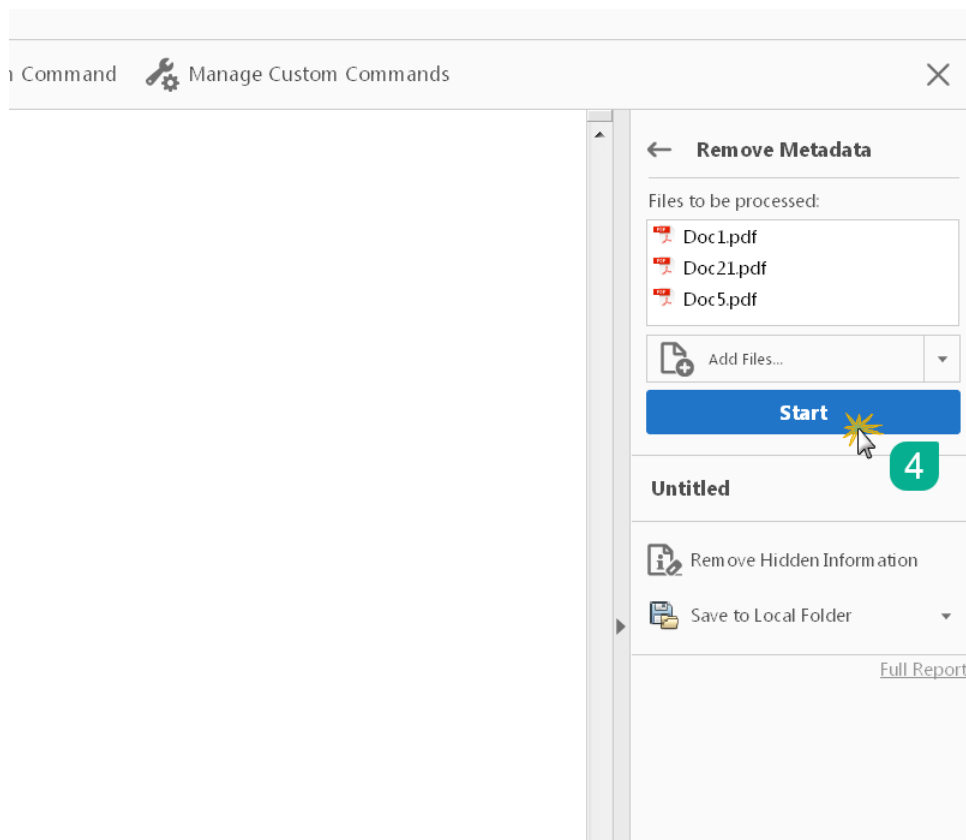 Command
Manage Custom Commands
Remove Metadata
Files to be processed:
Doc1.pdf
Doc21.pdf
Doc5.pdf
Add Files...
Start
4
Untitled
Remove Hidden Information
Save to Local Folder
Full Report